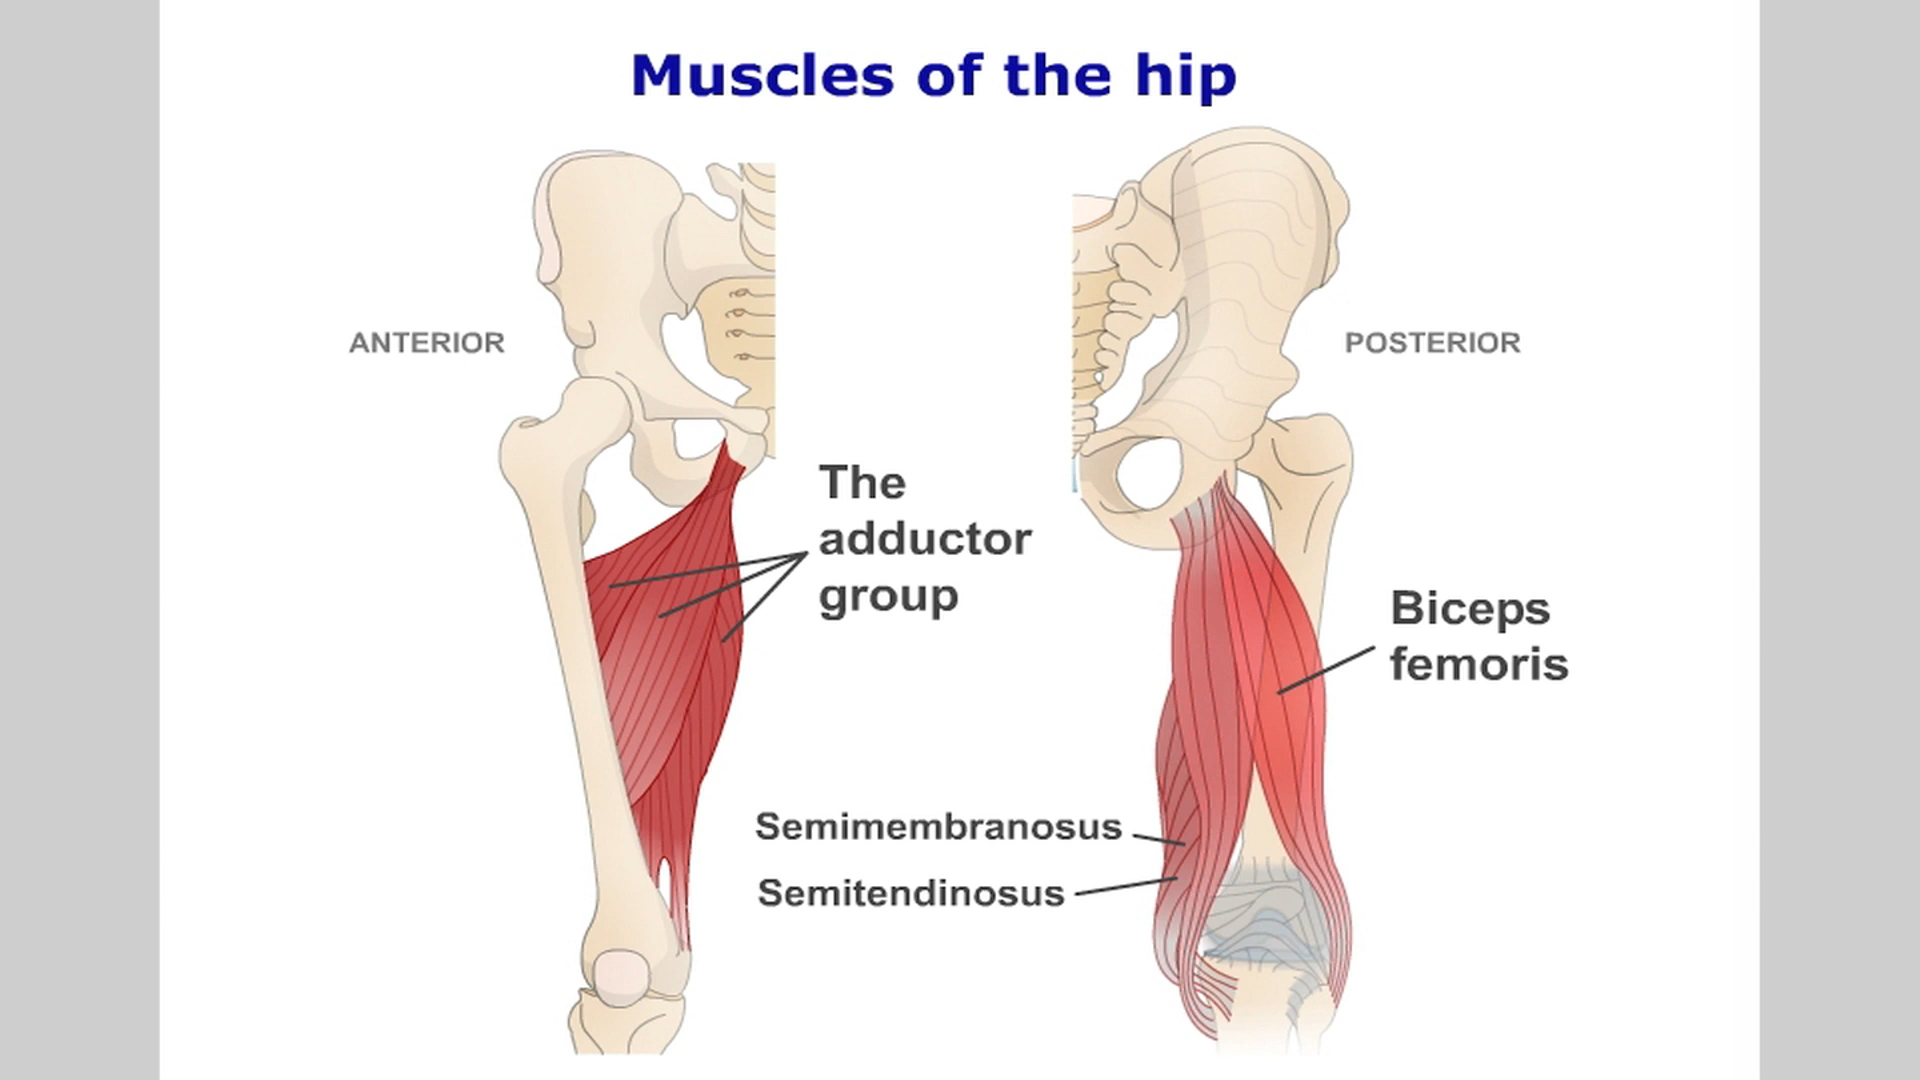 Muscles of the hip
ANTERIOR
POSTERIOR
The
adductor
group
Biceps
femoris
Semimembranosus
Semitendinosus